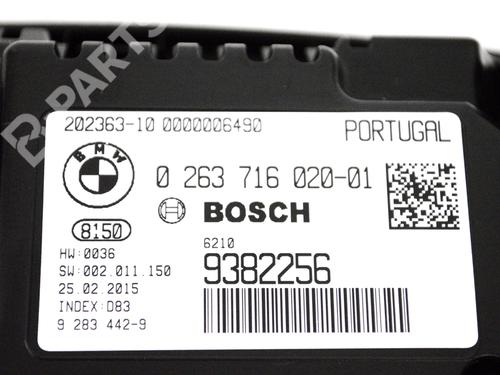 B-PARTS
202363-10 0000006490
PORTUGAL
BMW
0 263 716 020-01
BOSCH
8150
6210
HW:0036
SW:002.011.150
9382256
25.02.2015
INDEX:D83
9 283 442-9